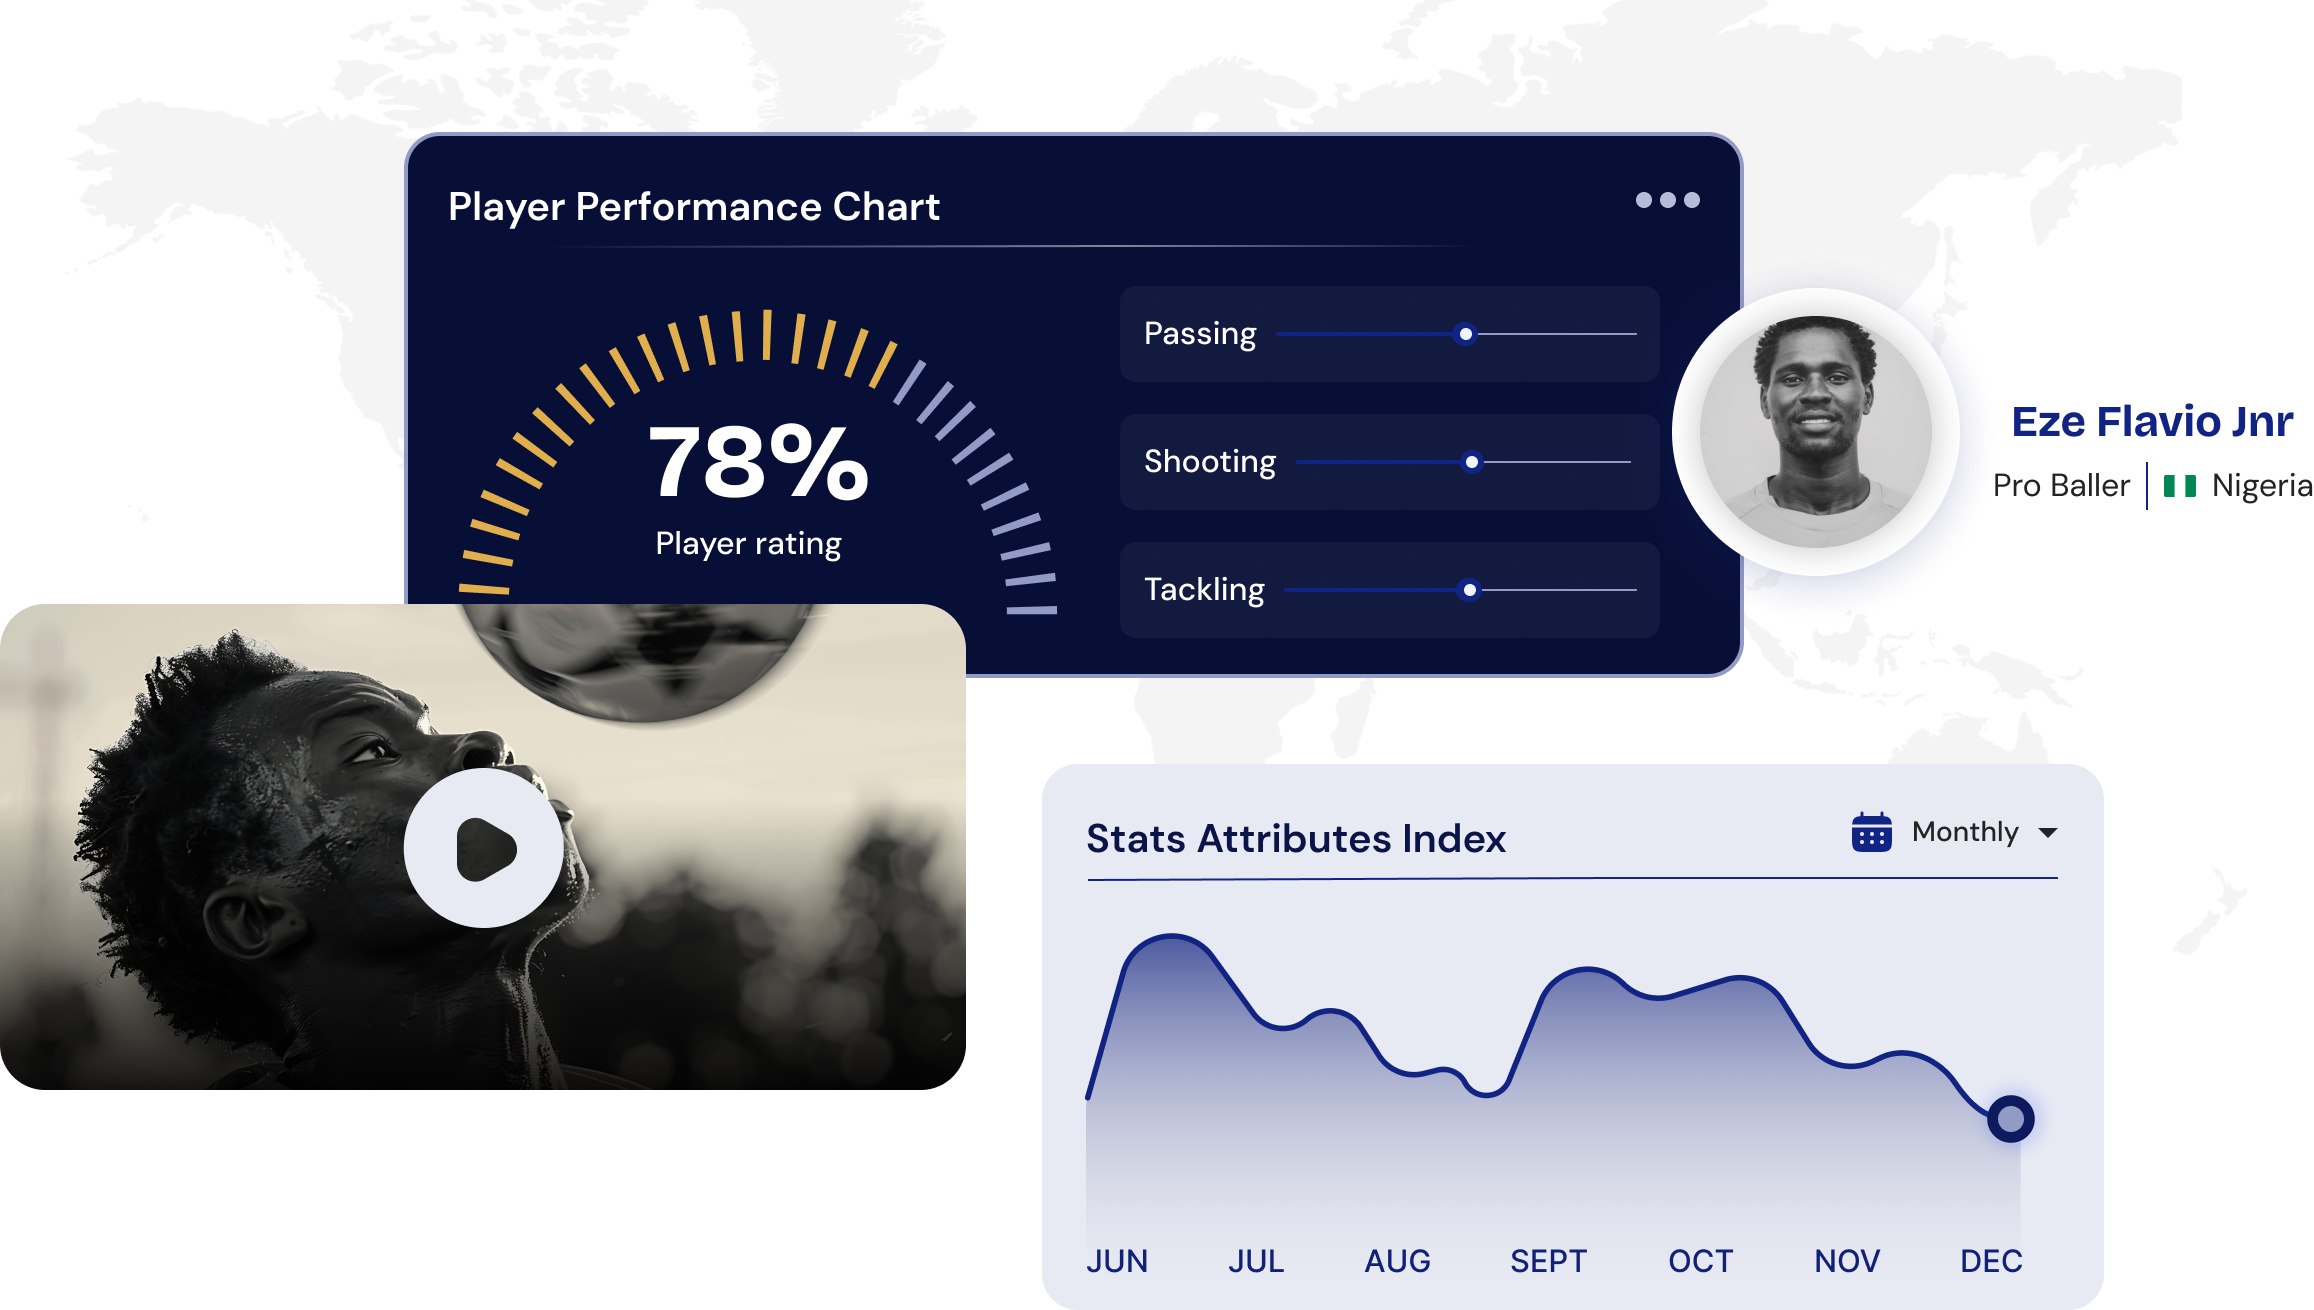 Player Performance Chart
78%
Player rating
Passing
Shooting
Tackling
Eze Flavio Jnr
Pro Baller
Nigeria
Stats Attributes Index
Monthly
JUN JUL AUG SEPT OCT NOV DEC